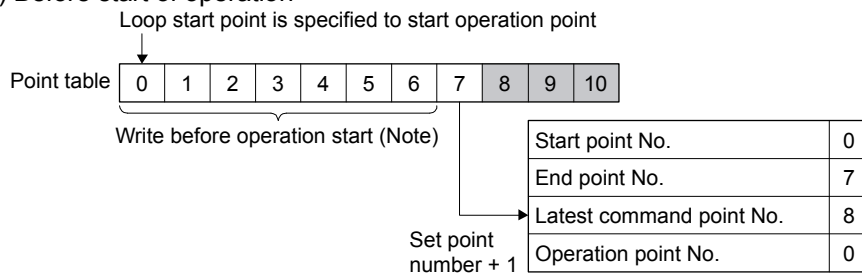 ) Before start of operation
Loop start point is specified to start operation point
Point table 0 1 2 3 4 5 6 7 8 9 10
Write before operation start (Note)
Start point No. 0
End point No. 7
Latest command point No. 8
Set point
number + 1
Operation point No. 0